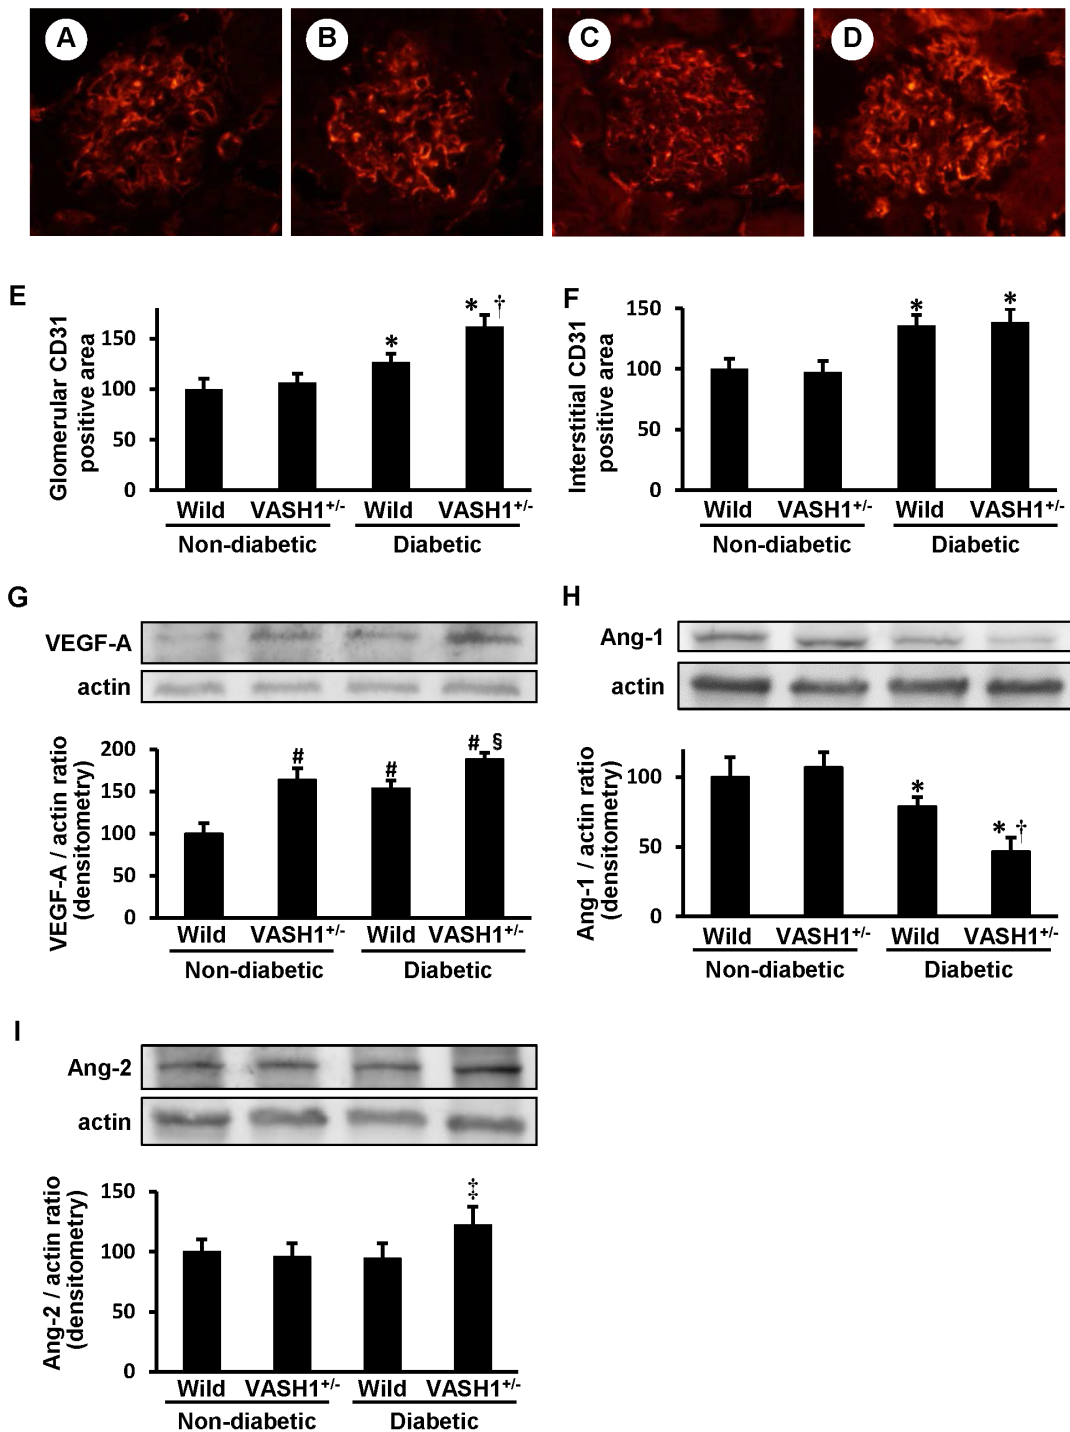 A B C D
E
Glomerular CD31
positive area
150
100
50
0
* * †
Wild VASH1+/- Wild VASH1+/-
Non-diabetic Diabetic
F
Interstitial CD31
positive area
150
100
50
0
* *
Wild VASH1+/- Wild VASH1+/-
Non-diabetic Diabetic
G
VEGF-A
actin
VEGF-A / actin ratio
(densitometry)
200
150
100
50
0
# # # §
Wild VASH1+/- Wild VASH1+/-
Non-diabetic Diabetic
H
Ang-1
actin
Ang-1 / actin ratio
(densitometry)
100
50
0
* * †
Wild VASH1+/- Wild VASH1+/-
Non-diabetic Diabetic
I
Ang-2
actin
Ang-2 / actin ratio
(densitometry)
150
100
50
0
‡
Wild VASH1+/- Wild VASH1+/-
Non-diabetic Diabetic